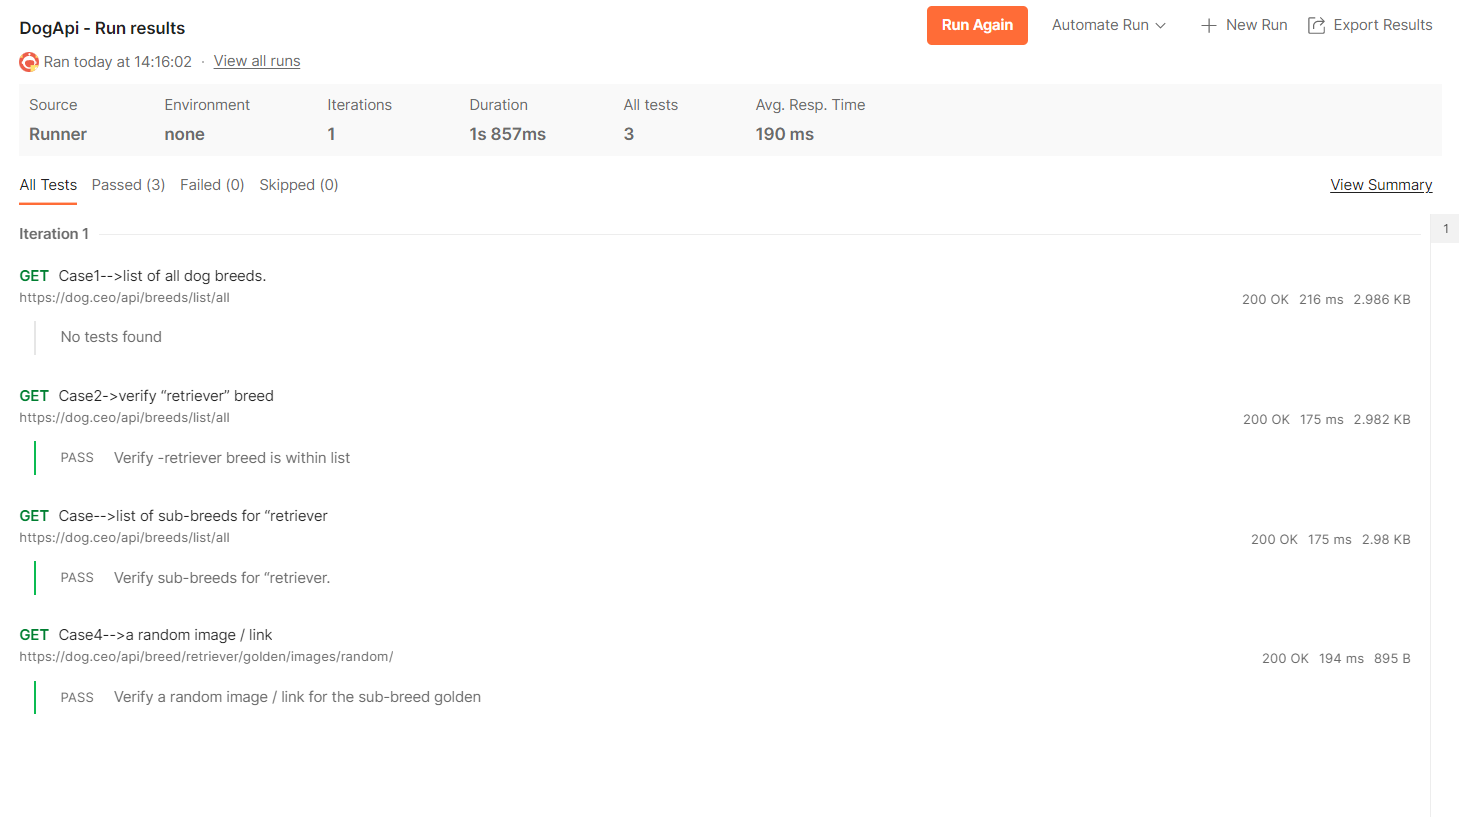 DogApi - Run results
Run Again
Automate Run
New Run
Export Results
Ran today at 14:16:02 · View all runs
Source Environment Iterations Duration All tests Avg. Resp. Time
Runner none 1 1s 857ms 3 190 ms
All Tests Passed (3) Failed (0) Skipped (0) View Summary
Iteration 1 1
GET Case1-->list of all dog breeds.
https://dog.ceo/api/breeds/list/all 200 OK 216 ms 2.986 KB
No tests found
GET Case2->verify “retriever” breed
https://dog.ceo/api/breeds/list/all 200 OK 175 ms 2.982 KB
PASS Verify -retriever breed is within list
GET Case-->list of sub-breeds for “retriever
https://dog.ceo/api/breeds/list/all 200 OK 175 ms 2.98 KB
PASS Verify sub-breeds for “retriever.
GET Case4-->a random image / link
https://dog.ceo/api/breed/retriever/golden/images/random/ 200 OK 194 ms 895 B
PASS Verify a random image / link for the sub-breed golden